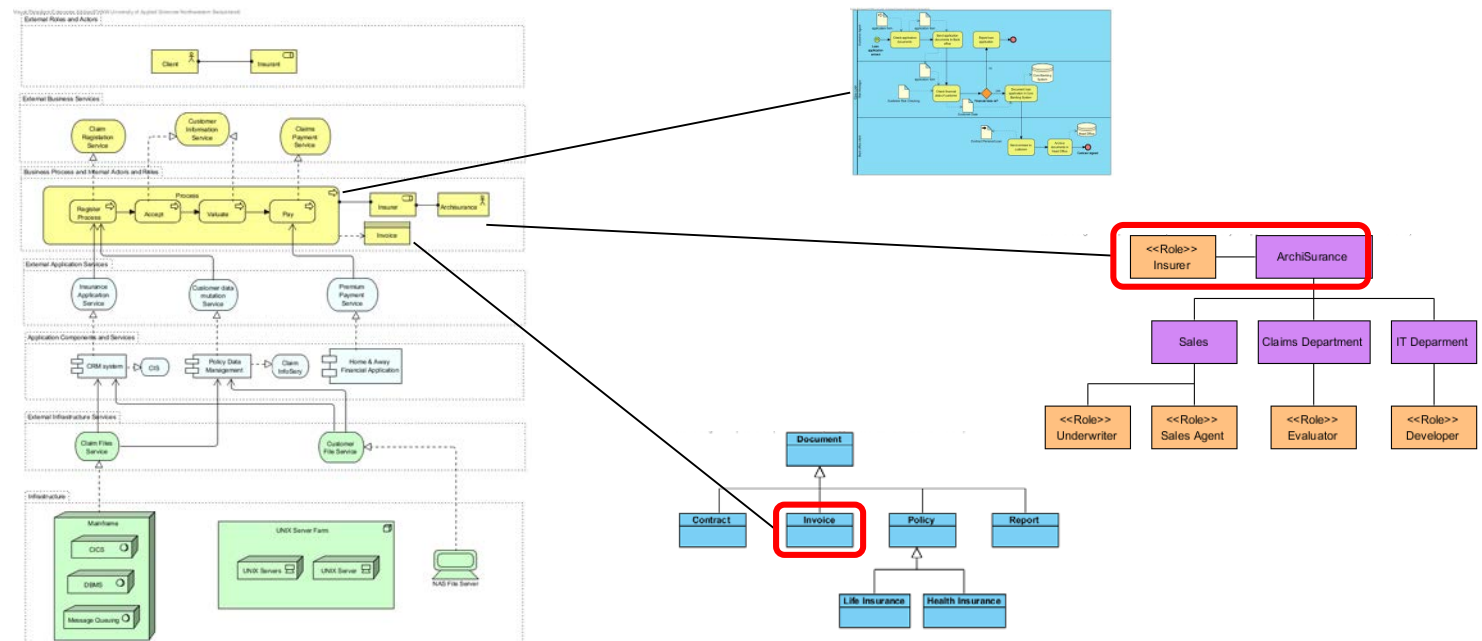 External Roles and Actors
Client
Insurant
External Business Services
Claim
Registation
Service
Customer
Information
Service
Claims
Payment
Service
Business Process and Internal Actors and Roles
Process
Register
Process
Accept
Valuate
Pay
Insurer
Archisurance
Invoice
External Application Services
Insurance
Application
Service
Customer data
mutation
Service
Premium
Payment
Service
Application Components and Services
CRM system
CIS
Policy Data
Management
Claim
InfoServ
Home & Away
Financial Application
External Infrastructure Services
Claim Files
Service
Customer
File Service
Infrastructure
Mainframe
CICS
DBMS
Message Queuing
UNIX Server Farm
UNIX Servers
UNIX Server
NAS File Server
<<Role>>
Insurer
ArchiSurance
Sales
Claims Department
IT Deparment
<<Role>>
Underwriter
<<Role>>
Sales Agent
<<Role>>
Evaluator
<<Role>>
Developer
Document
Contract
Invoice
Policy
Report
Life Insurance
Health Insurance